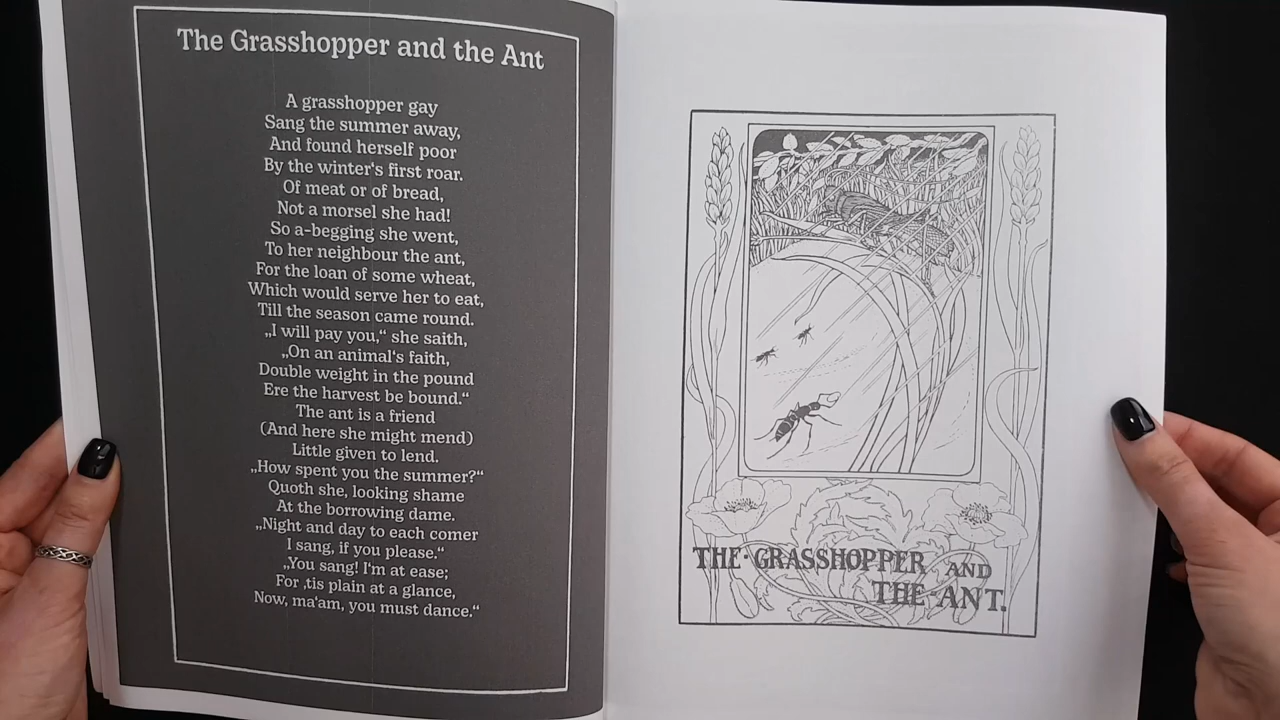 The Grasshopper and the Ant
A grasshopper gay
Sang the summer away,
And found herself poor
By the winter's first roar.
Of meat or of bread,
Not a morsel she had!
So a-begging she went,
To her neighbour the ant,
For the loan of some wheat,
Which would serve her to eat,
Till the season came round.
„I will pay you,“ she saith,
„On an animal's faith,
Double weight in the pound
Ere the harvest be bound.“
The ant is a friend
(And here she might mend)
Little given to lend.
„How spent you the summer?“
Quoth she, looking shame
At the borrowing dame.
„Night and day to each comer
I sang, if you please.“
„You sang! I'm at ease;
For ‚tis plain at a glance,
Now, ma'am, you must dance.“
THE·GRASSHOPPER AND
THE·ANT.